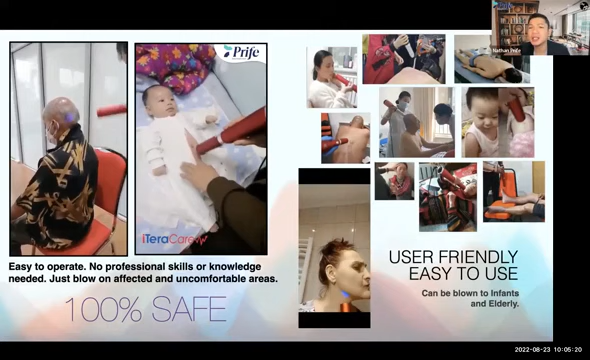 Nathan Prife
Prife
iTeraCare
Easy to operate. No professional skills or knowledge
needed. Just blow on affected and uncomfortable areas.
100% SAFE
USER FRIENDLY
EASY TO USE
Can be blown to Infants
and Elderly.
2022-08-23 10:05:20